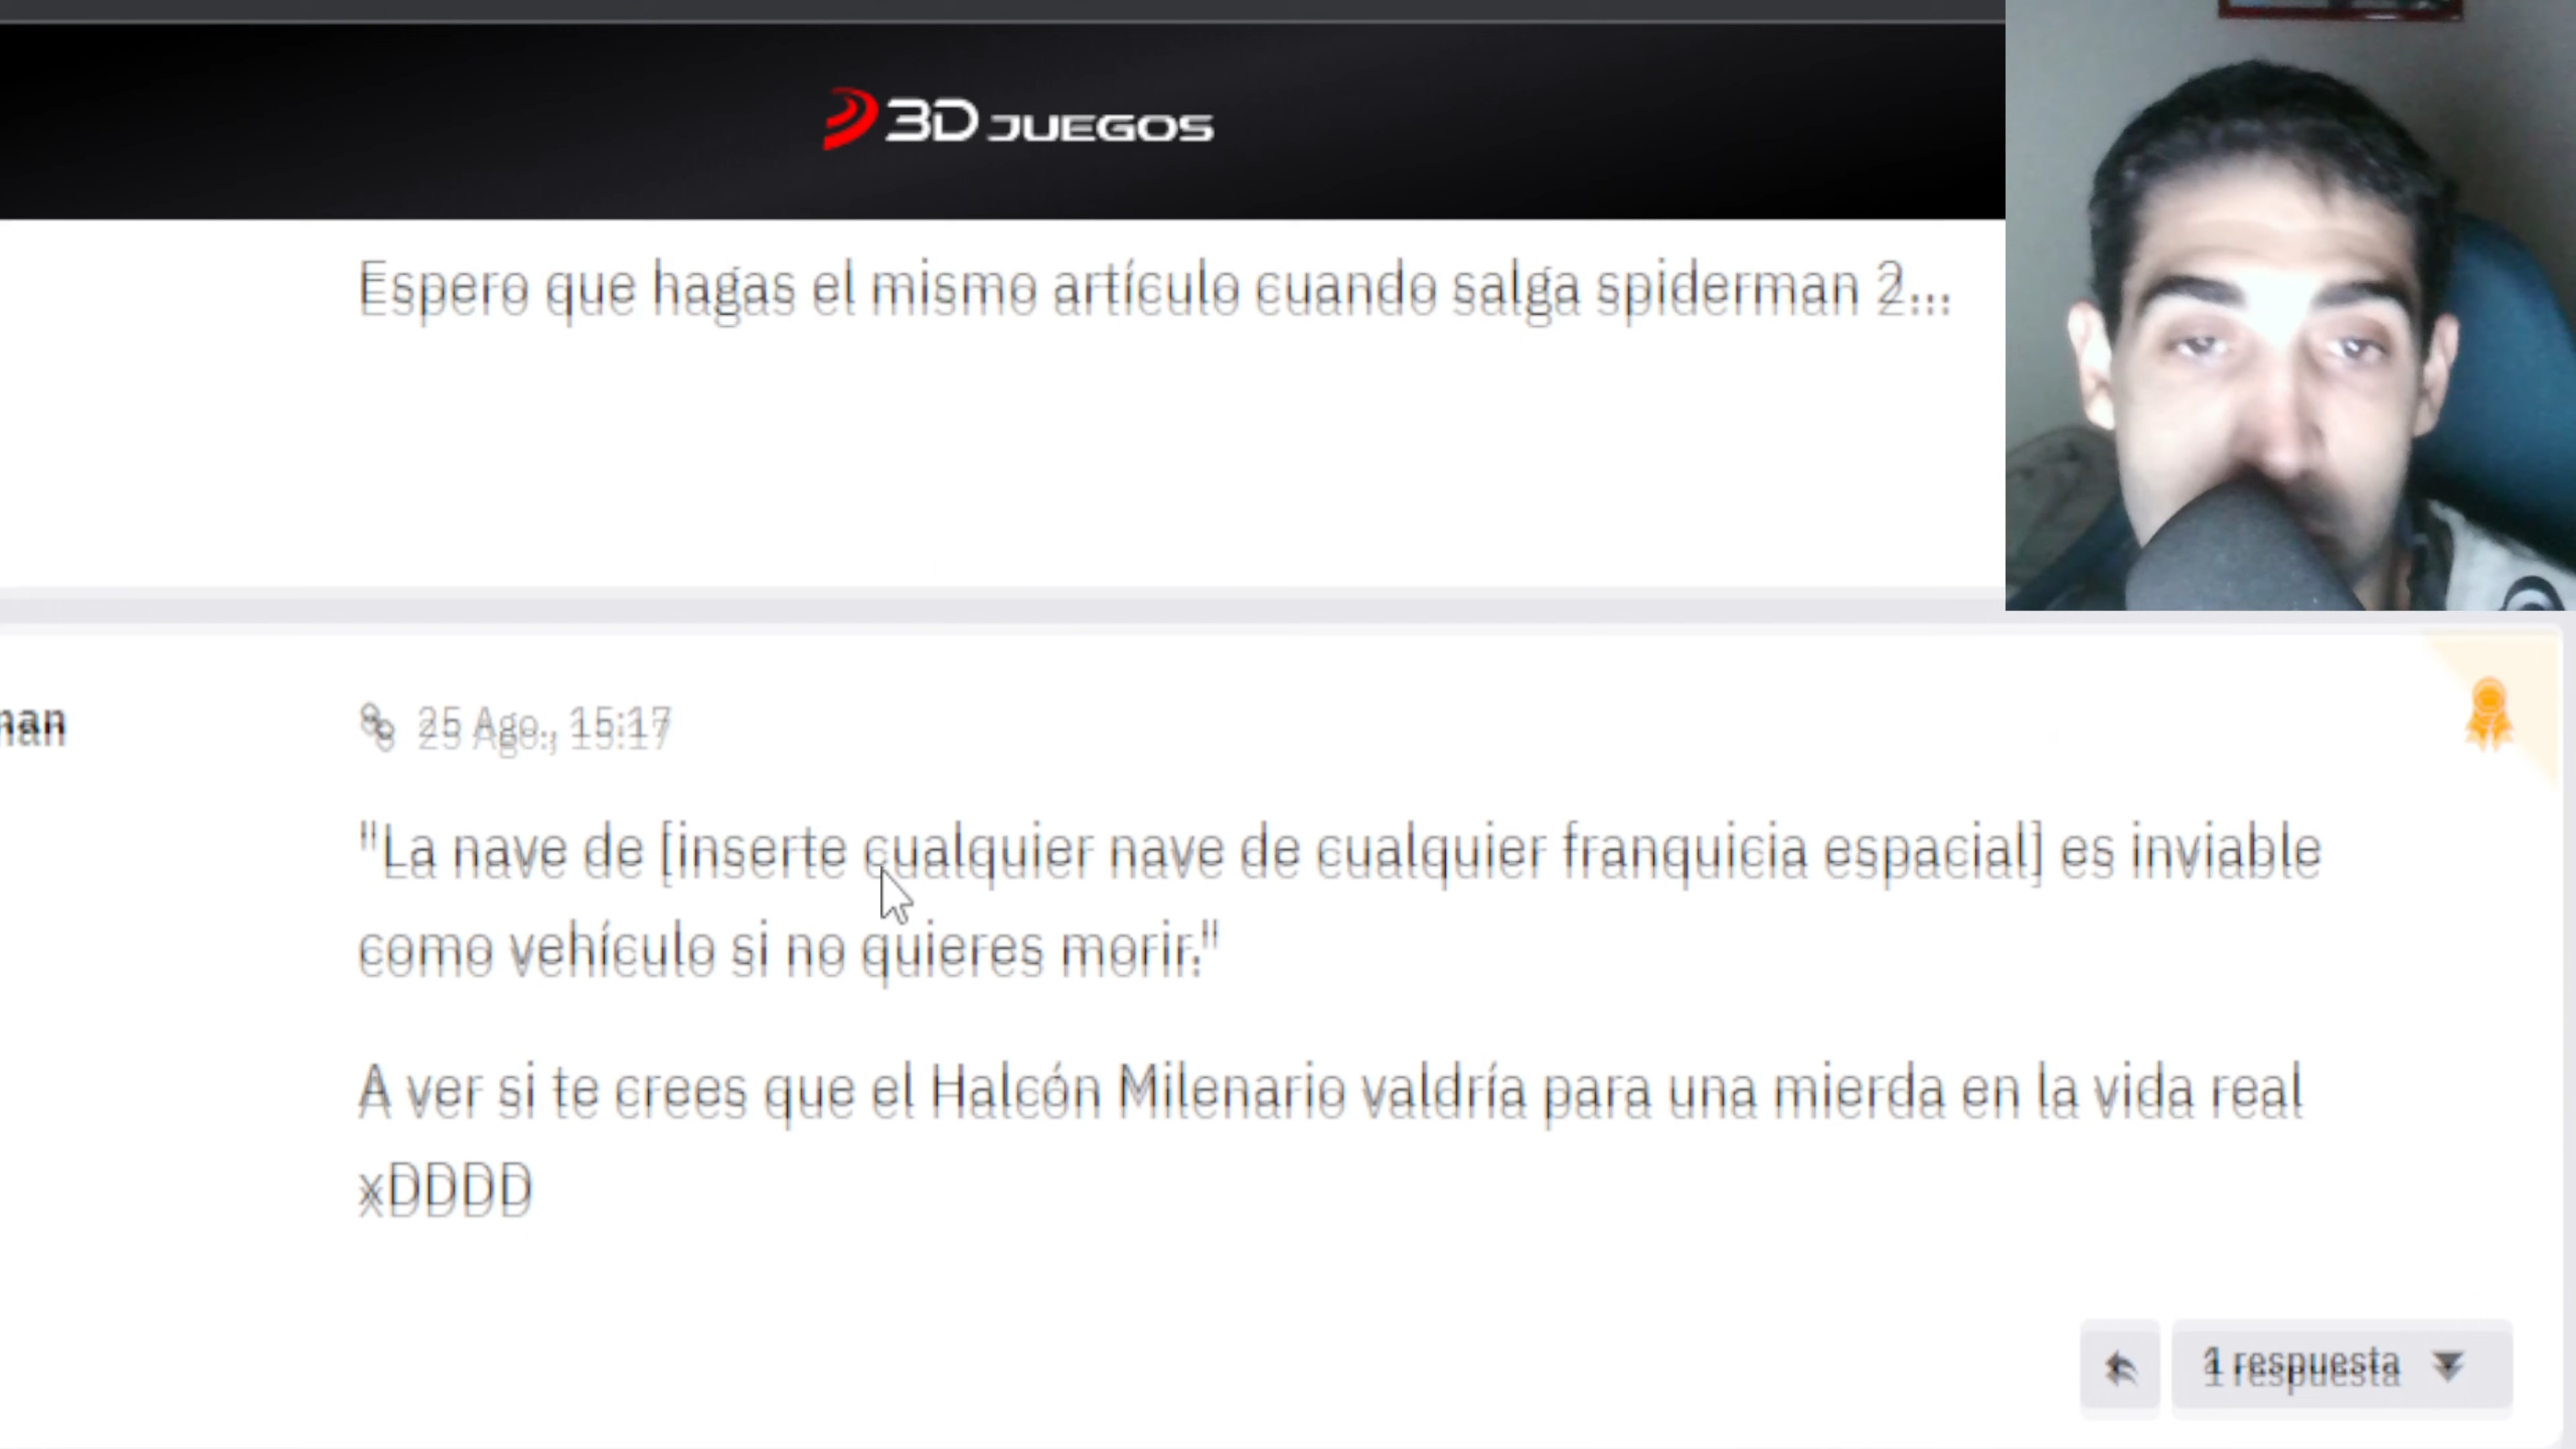 3DJUEGOS
Espero que hagas el mismo artículo cuando salga spiderman 2...
man
25 Ago., 15:17
"La nave de [inserte cualquier nave de cualquier franquicia espacial] es inviable
como vehículo si no quieres morir."
A ver si te crees que el Halcón Milenario valdría para una mierda en la vida real
xDDDD
1 respuesta